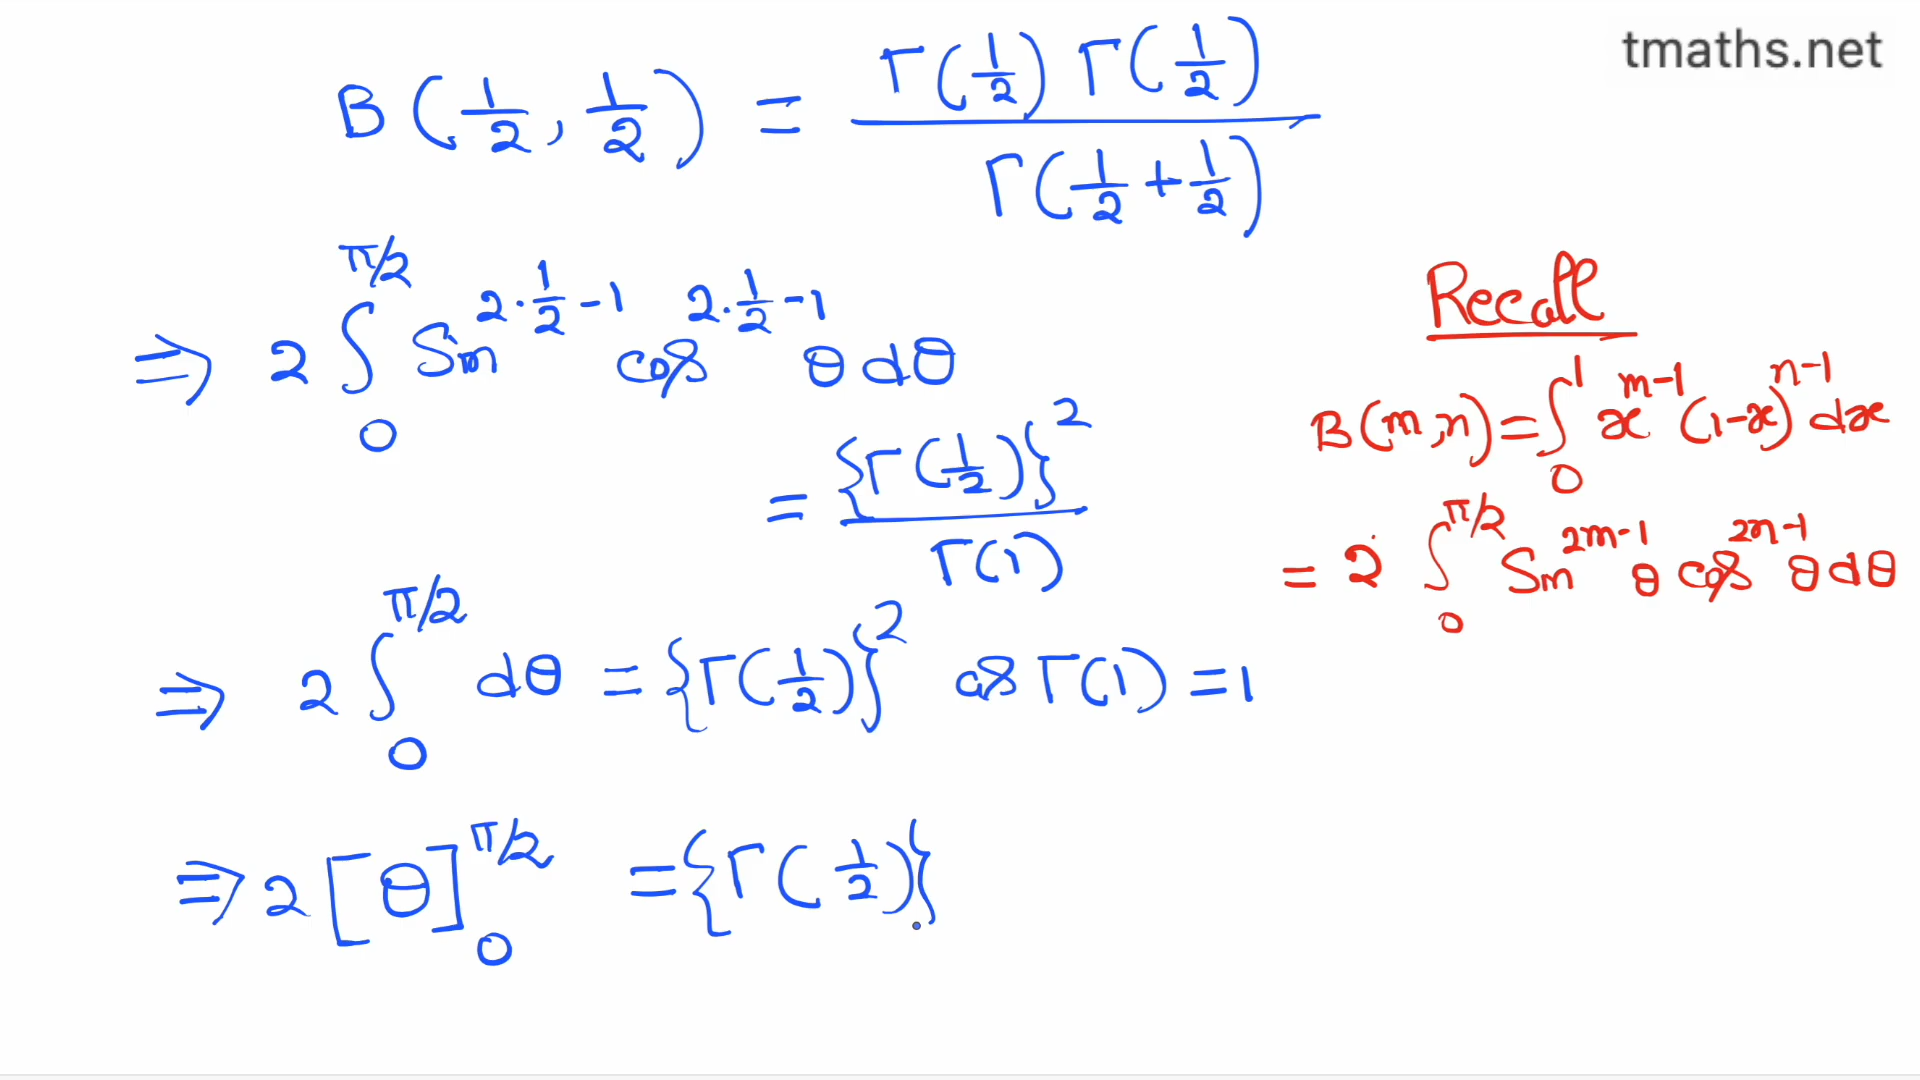 tmaths.net
B(1/2, 1/2) = Γ(1/2) Γ(1/2) / Γ(1/2 + 1/2)
⇒ 2 ∫₀^{π/2} Sin^{2·1/2 −1} cos^{2·1/2 −1} θ dθ
= {Γ(1/2)}² / Γ(1)
⇒ 2 ∫₀^{π/2} dθ = {Γ(1/2)}² as Γ(1) = 1
⇒ 2 [θ]₀^{π/2} = {Γ(1/2)}
Recall
B(m,n) = ∫₀^1 x^{m-1} (1-x)^{n-1} dx
= 2 ∫₀^{π/2} Sin^{2m-1} θ cos^{2n-1} θ dθ